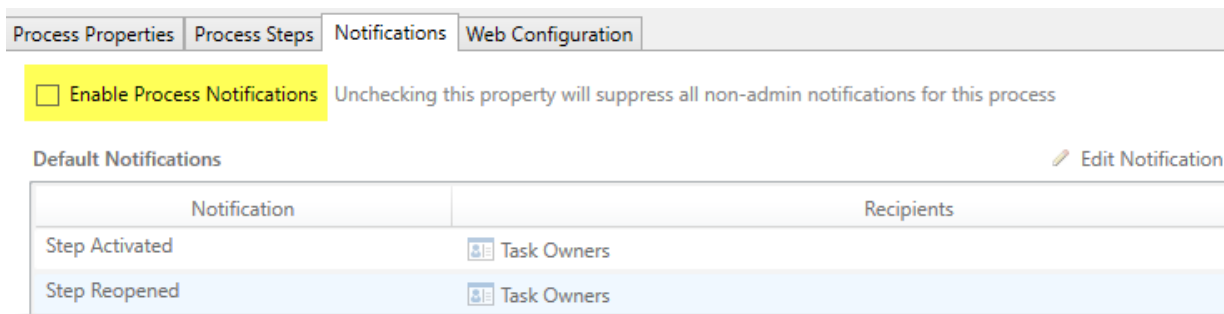 Process Properties Process Steps Notifications Web Configuration
Enable Process Notifications Unchecking this property will suppress all non-admin notifications for this process
Default Notifications Edit Notification
Notification Recipients
Step Activated Task Owners
Step Reopened Task Owners